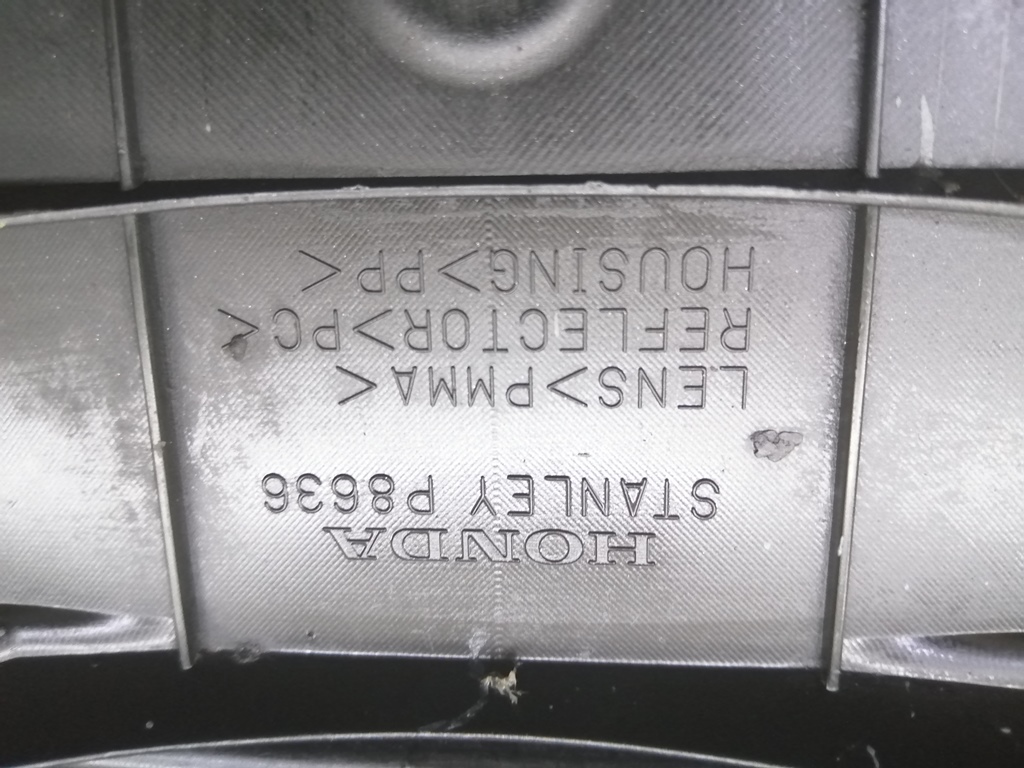 HONDA
STANLEY P8636
LENS<PMMA>
REFLECTOR<PC>
HOUSING<PP>